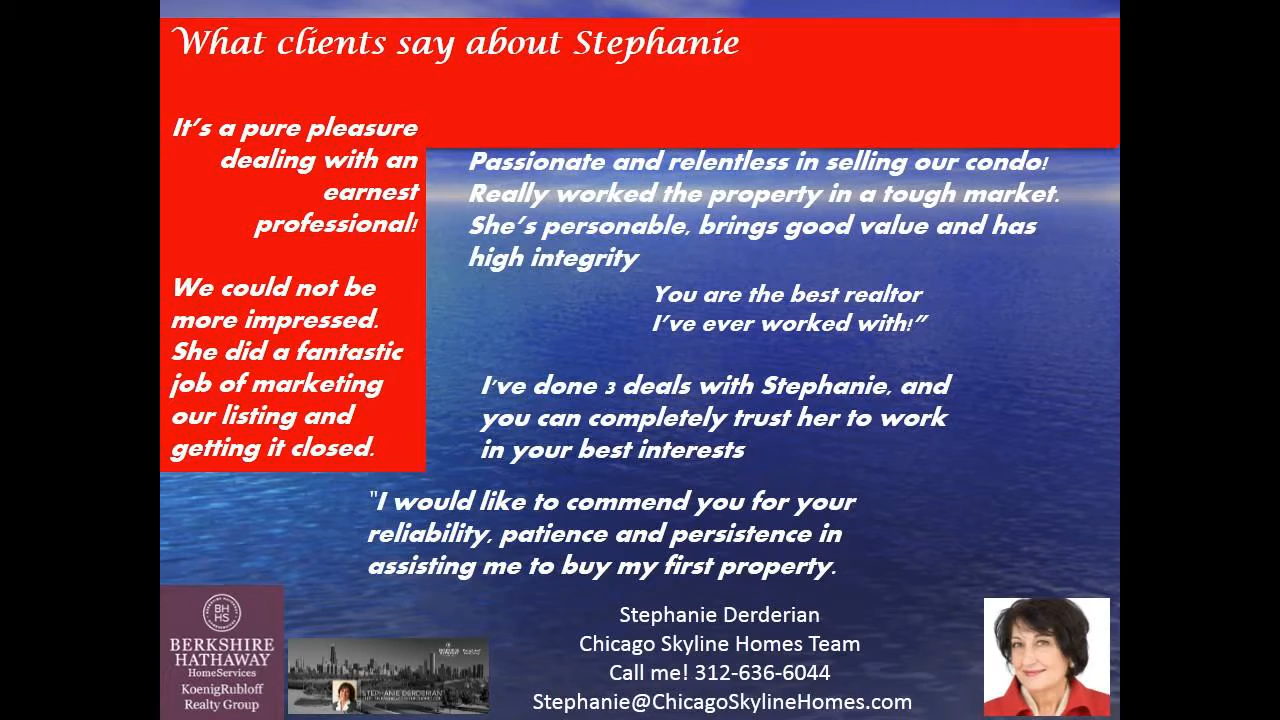 What clients say about Stephanie
It's a pure pleasure
dealing with an
earnest
professional!
We could not be
more impressed.
She did a fantastic
job of marketing
our listing and
getting it closed.
Passionate and relentless in selling our condo!
Really worked the property in a tough market.
She's personable, brings good value and has
high integrity
You are the best realtor
I've ever worked with!”
I've done 3 deals with Stephanie, and
you can completely trust her to work
in your best interests
"I would like to commend you for your
reliability, patience and persistence in
assisting me to buy my first property.
BH
HS
BERKSHIRE
HATHAWAY
HomeServices
KoenigRubloff
Realty Group
STEPHANIE DERDERIAN
Stephanie Derderian
Chicago Skyline Homes Team
Call me! 312-636-6044
Stephanie@ChicagoSkylineHomes.com